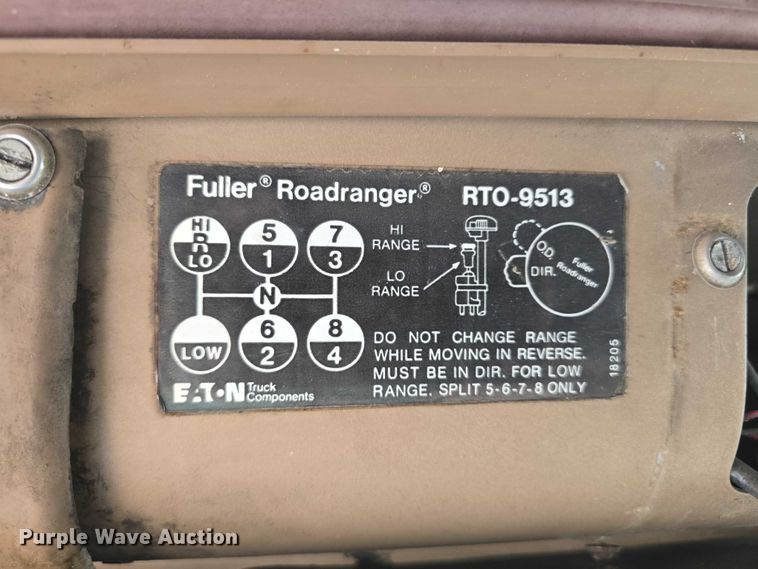 Fuller® Roadranger® RTO-9513
HI R LO
5 1
7 3
N
LOW
6 2
8 4
HI RANGE
LO RANGE
O.D.
DIR.
Fuller Roadranger
DO NOT CHANGE RANGE
WHILE MOVING IN REVERSE.
MUST BE IN DIR. FOR LOW
RANGE. SPLIT 5-6-7-8 ONLY
18205
EATON Truck Components
Purple Wave Auction